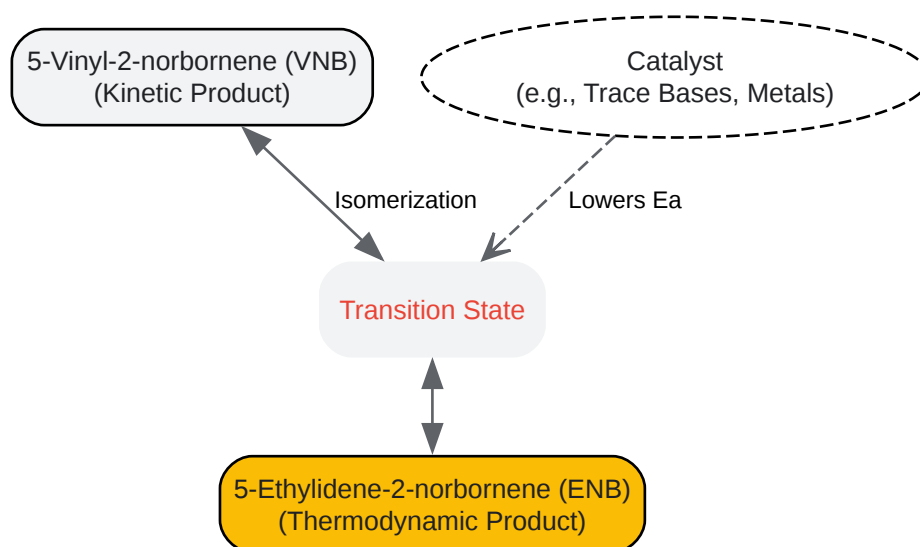 5-Vinyl-2-norbornene (VNB)
(Kinetic Product)
Catalyst
(e.g., Trace Bases, Metals)
Isomerization
Lowers Ea
Transition State
5-Ethylidene-2-norbornene (ENB)
(Thermodynamic Product)